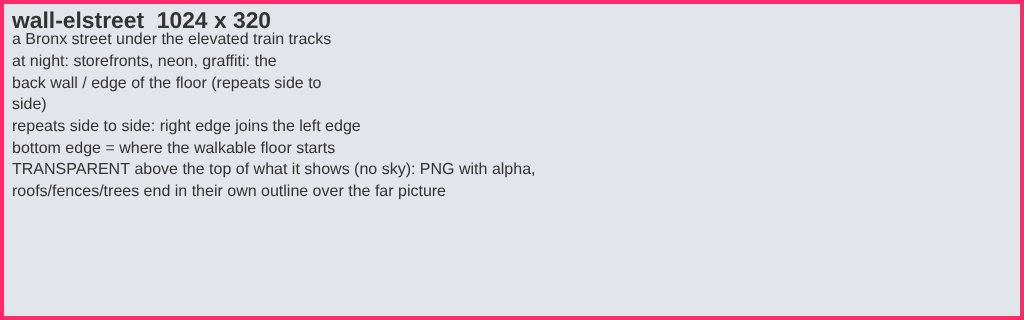 wall-elstreet  1024 x 320
a Bronx street under the elevated train tracks
at night: storefronts, neon, graffiti: the
back wall / edge of the floor (repeats side to
side)
repeats side to side: right edge joins the left edge
bottom edge = where the walkable floor starts
TRANSPARENT above the top of what it shows (no sky): PNG with alpha,
roofs/fences/trees end in their own outline over the far picture